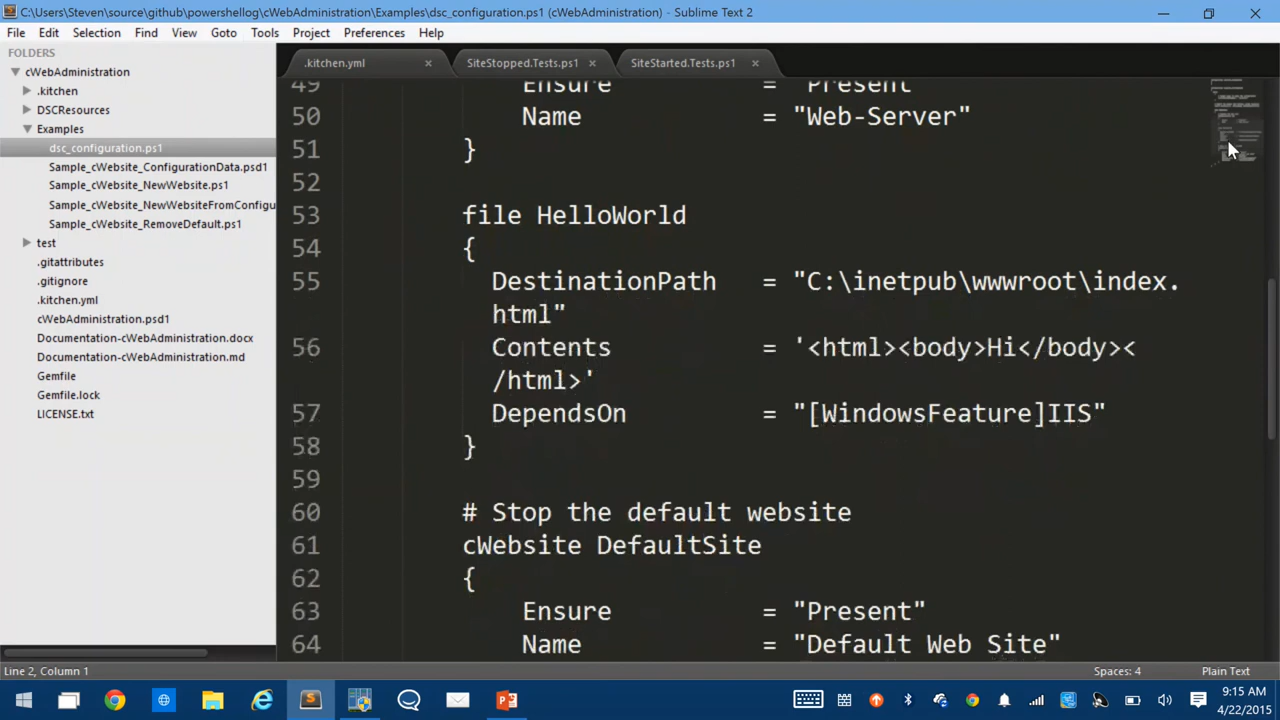 C:\Users\Steven\source\github\powershellog\cWebAdministration\Examples\dsc_configuration.ps1 (cWebAdministration) - Sublime Text 2
File Edit Selection Find View Goto Tools Project Preferences Help
FOLDERS
cWebAdministration
.kitchen
DSCResources
Examples
dsc_configuration.ps1
Sample_cWebsite_ConfigurationData.psd1
Sample_cWebsite_NewWebsite.ps1
Sample_cWebsite_NewWebsiteFromConfigu
Sample_cWebsite_RemoveDefault.ps1
test
.gitattributes
.gitignore
.kitchen.yml
cWebAdministration.psd1
Documentation-cWebAdministration.docx
Documentation-cWebAdministration.md
Gemfile
Gemfile.lock
LICENSE.txt
.kitchen.yml SiteStopped.Tests.ps1 SiteStarted.Tests.ps1
49 Ensure = "Present"
50 Name = "Web-Server"
51 }
52
53 file HelloWorld
54 {
55 DestinationPath = "C:\inetpub\wwwroot\index.
html"
56 Contents = '<html><body>Hi</body><
/html>'
57 DependsOn = "[WindowsFeature]IIS"
58 }
59
60 # Stop the default website
61 cWebsite DefaultSite
62 {
63 Ensure = "Present"
64 Name = "Default Web Site"
Line 2, Column 1 Spaces: 4 Plain Text
9:15 AM
4/22/2015